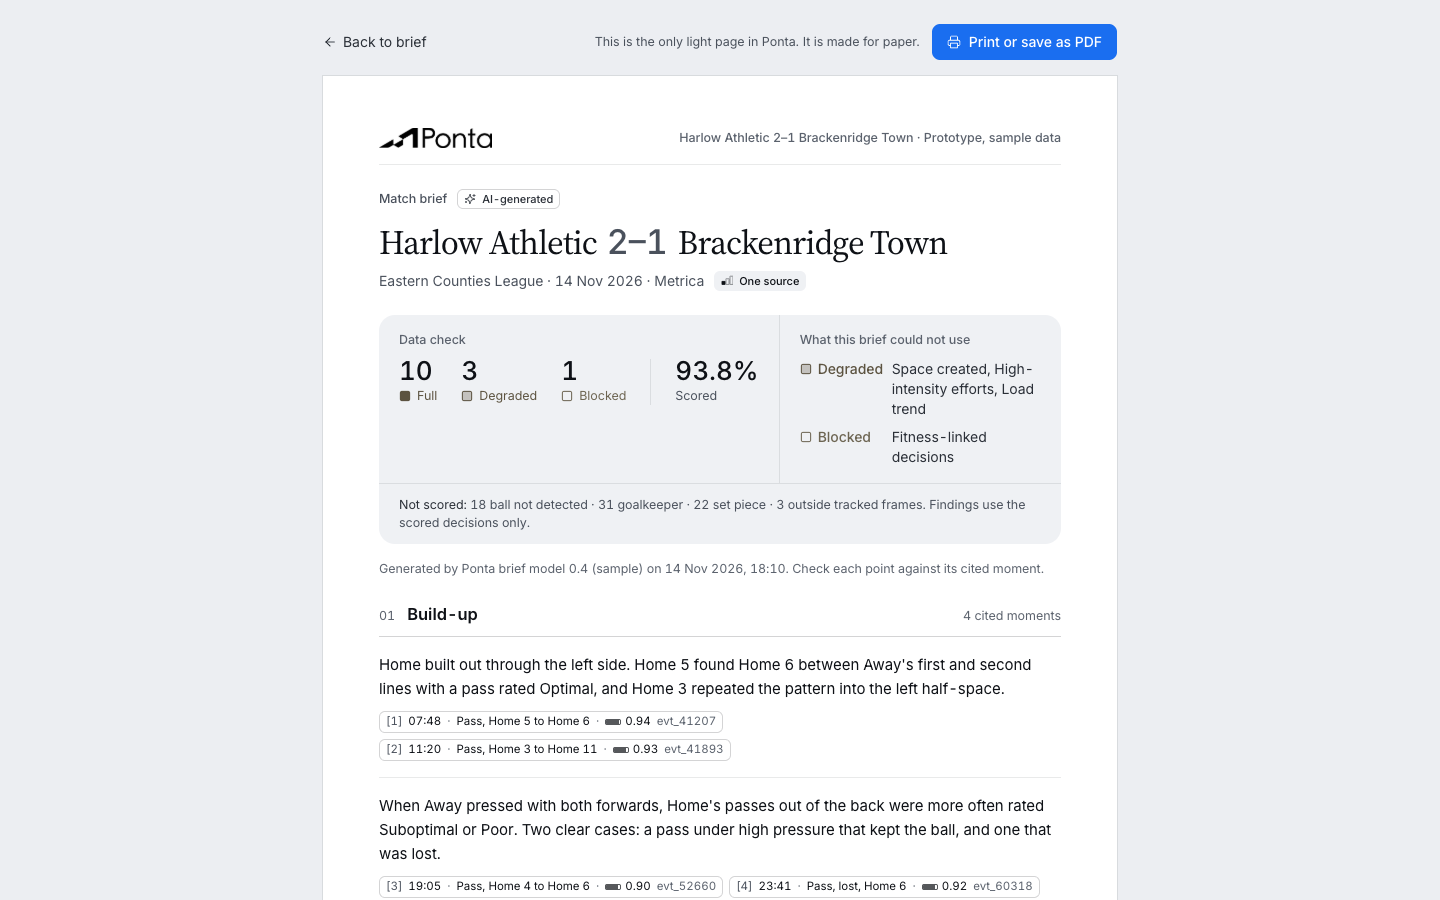 Back to brief
This is the only light page in Ponta. It is made for paper.
Print or save as PDF
Ponta
Harlow Athletic 2–1 Brackenridge Town · Prototype, sample data
Match brief
AI-generated
Harlow Athletic 2–1 Brackenridge Town
Eastern Counties League · 14 Nov 2026 · Metrica
One source
Data check
10
Full
3
Degraded
1
Blocked
93.8%
Scored
What this brief could not use
Degraded
Space created, High-
intensity efforts, Load
trend
Blocked
Fitness-linked
decisions
Not scored: 18 ball not detected · 31 goalkeeper · 22 set piece · 3 outside tracked frames. Findings use the
scored decisions only.
Generated by Ponta brief model 0.4 (sample) on 14 Nov 2026, 18:10. Check each point against its cited moment.
01 Build-up
4 cited moments
Home built out through the left side. Home 5 found Home 6 between Away's first and second
lines with a pass rated Optimal, and Home 3 repeated the pattern into the left half-space.
[1] 07:48 · Pass, Home 5 to Home 6 · 0.94 evt_41207
[2] 11:20 · Pass, Home 3 to Home 11 · 0.93 evt_41893
When Away pressed with both forwards, Home's passes out of the back were more often rated
Suboptimal or Poor. Two clear cases: a pass under high pressure that kept the ball, and one that
was lost.
[3] 19:05 · Pass, Home 4 to Home 6 · 0.90 evt_52660
[4] 23:41 · Pass, lost, Home 6 · 0.92 evt_60318